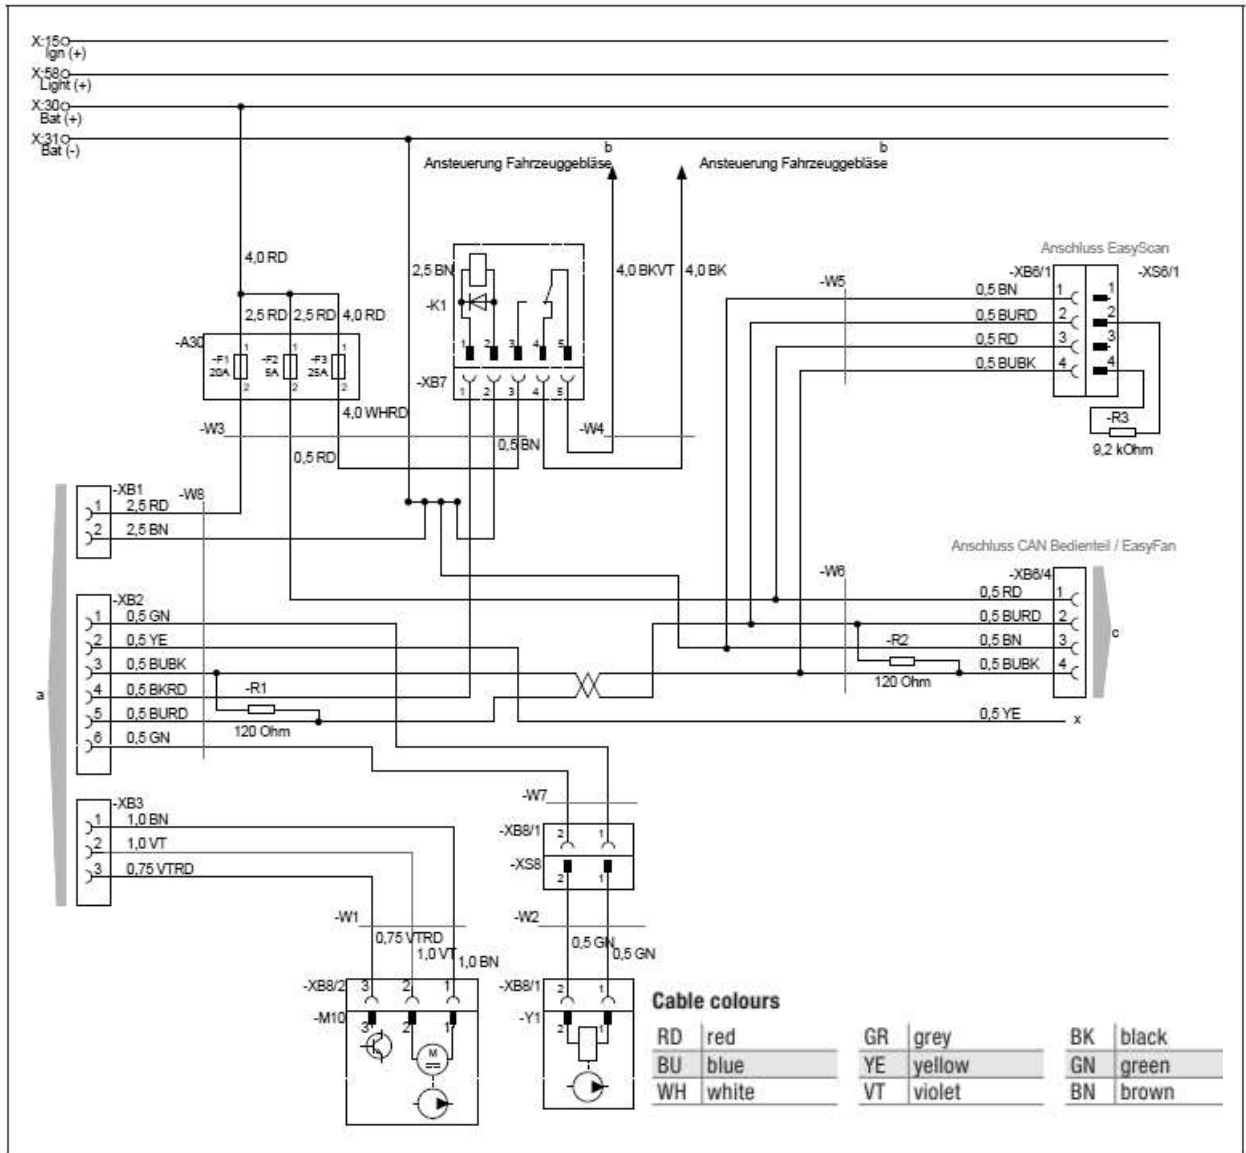 X:15
Ign (+)
X:58
Light (+)
X:30
Bat (+)
X:31
Bat (-)
b
b
Ansteuerung Fahrzeuggebläse
Ansteuerung Fahrzeuggebläse
4,0 RD
2,5 BN
4,0 BKVT
4,0 BK
Anschluss EasyScan
-XB6/1
-XS6/1
-W5
0,5 BN
1
1
0,5 BURD
2
2
0,5 RD
3
3
0,5 BUBK
4
4
-K1
2,5 RD
2,5 RD
4,0 RD
-A30
1
1
1
-F1
20A
-F2
5A
-F3
25A
2
2
2
1
2
3
4
5
-XB7
1
2
3
4
5
4,0 WHRD
-W3
0,5 BN
-W4
0,5 RD
-R3
9,2 kOhm
-XB1
-W8
1
2,5 RD
2
2,5 BN
Anschluss CAN Bedienteil / EasyFan
-W6
-XB6/4
0,5 RD
1
0,5 BURD
2
-R2
0,5 BN
3
c
0,5 BUBK
4
120 Ohm
0,5 YE
x
-XB2
1
0,5 GN
2
0,5 YE
3
0,5 BUBK
4
0,5 BKRD
-R1
5
0,5 BURD
120 Ohm
6
0,5 GN
a
-XB3
1
1,0 BN
2
1,0 VT
3
0,75 VTRD
-W7
-XB8/1
2
1
-XS8
2
1
-W1
0,75 VTRD
1,0 VT
1,0 BN
-W2
0,5 GN
0,5 GN
-XB8/2
3
2
1
-M10
3
2
1
M
-XB8/1
2
1
-Y1
2
1
Cable colours
RD red GR grey BK black
BU blue YE yellow GN green
WH white VT violet BN brown